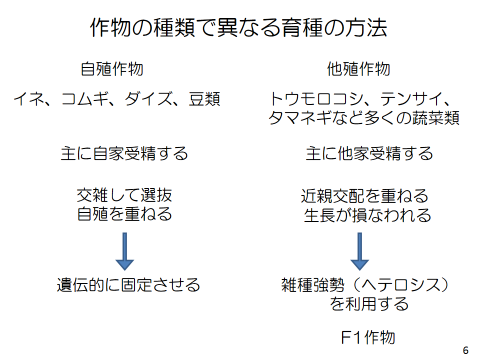 作物の種類で異なる育種の方法
自殖作物
イネ、コムギ、ダイズ、豆類
主に自家受精する
交雑して選抜
自殖を重ねる
遺伝的に固定させる
他殖作物
トウモロコシ、テンサイ、
タマネギなど多くの蔬菜類
主に他家受精する
近親交配を重ねる
生長が損なわれる
雑種強勢（ヘテロシス）
を利用する
F1作物
6